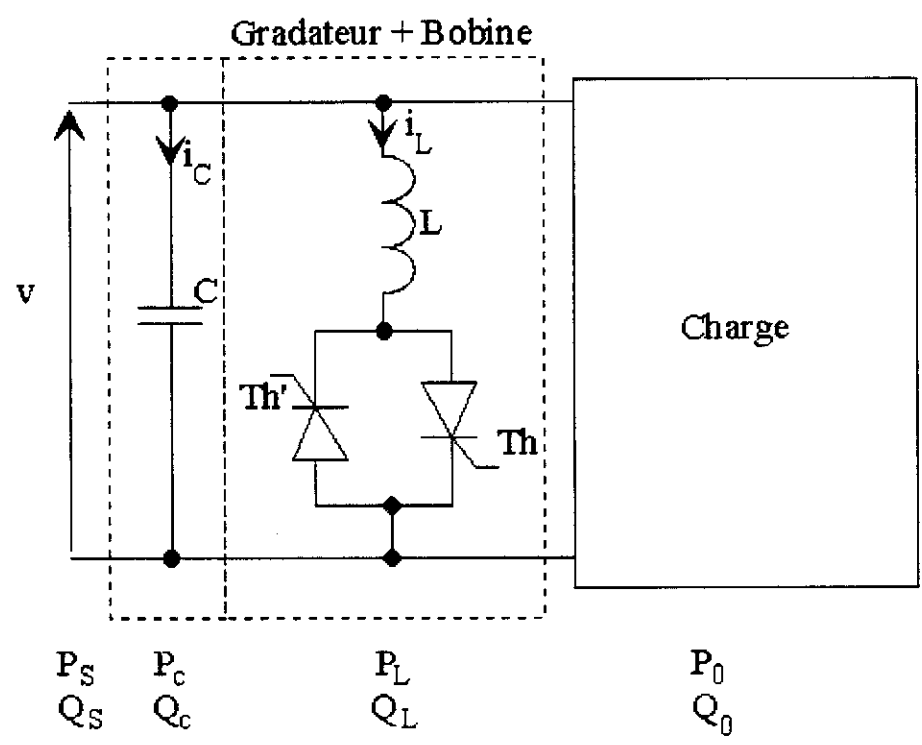 Gradateur + Bobine
i_C
i_L
L
v
C
Charge
Th'
Th
P_S P_c P_L P_0
Q_S Q_c Q_L Q_0